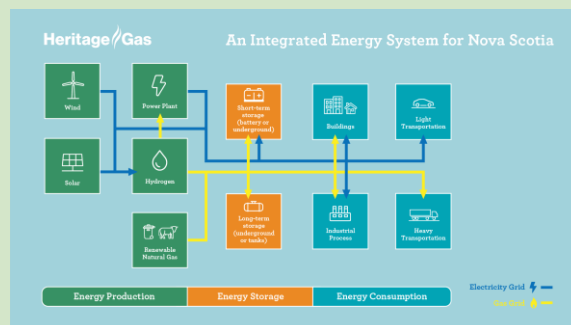 Heritage Gas
An Integrated Energy System for Nova Scotia
Wind
Power Plant
Short-term
storage
(battery or
underground)
Buildings
Light
Transportation
Solar
Hydrogen
Renewable
Natural Gas
Long-term
storage
(underground
or tanks)
Industrial
Process
Heavy
Transportation
Energy Production
Energy Storage
Energy Consumption
Electricity Grid
Gas Grid